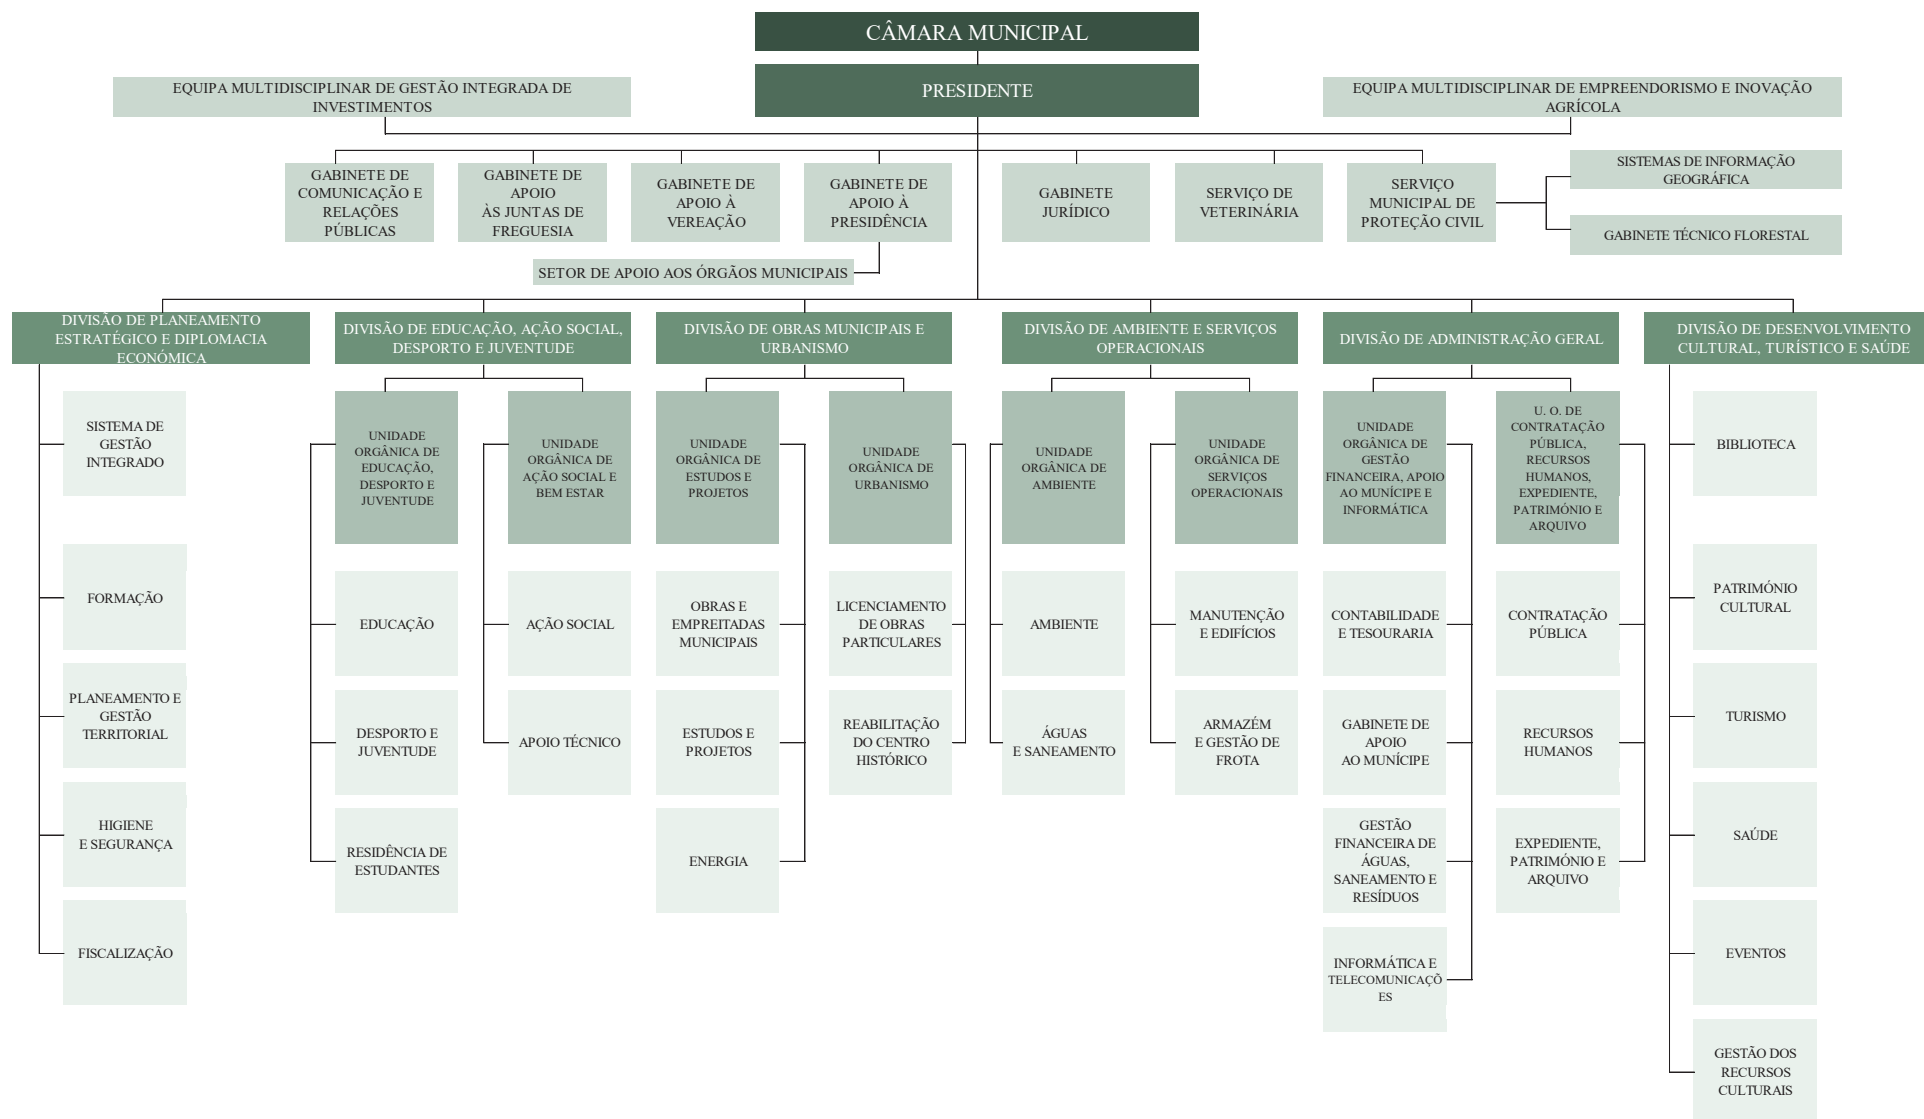 CÂMARA MUNICIPAL
PRESIDENTE
EQUIPA MULTIDISCIPLINAR DE GESTÃO INTEGRADA DE
INVESTIMENTOS
EQUIPA MULTIDISCIPLINAR DE EMPREENDORISMO E INOVAÇÃO
AGRÍCOLA
GABINETE DE
COMUNICAÇÃO E
RELAÇÕES
PÚBLICAS
GABINETE DE
APOIO
ÀS JUNTAS DE
FREGUESIA
GABINETE DE
APOIO À
VEREAÇÃO
GABINETE DE
APOIO À
PRESIDÊNCIA
GABINETE
JURÍDICO
SERVIÇO DE
VETERINÁRIA
SERVIÇO
MUNICIPAL DE
PROTEÇÃO CIVIL
SISTEMAS DE INFORMAÇÃO
GEOGRÁFICA
GABINETE TÉCNICO FLORESTAL
SETOR DE APOIO AOS ÓRGÃOS MUNICIPAIS
DIVISÃO DE PLANEAMENTO
ESTRATÉGICO E DIPLOMACIA
ECONÓMICA
DIVISÃO DE EDUCAÇÃO, AÇÃO SOCIAL,
DESPORTO E JUVENTUDE
DIVISÃO DE OBRAS MUNICIPAIS E
URBANISMO
DIVISÃO DE AMBIENTE E SERVIÇOS
OPERACIONAIS
DIVISÃO DE ADMINISTRAÇÃO GERAL
DIVISÃO DE DESENVOLVIMENTO
CULTURAL, TURÍSTICO E SAÚDE
SISTEMA DE
GESTÃO
INTEGRADO
FORMAÇÃO
PLANEAMENTO E
GESTÃO
TERRITORIAL
HIGIENE
E SEGURANÇA
FISCALIZAÇÃO
UNIDADE
ORGÂNICA DE
EDUCAÇÃO,
DESPORTO E
JUVENTUDE
EDUCAÇÃO
DESPORTO E
JUVENTUDE
RESIDÊNCIA DE
ESTUDANTES
UNIDADE
ORGÂNICA DE
AÇÃO SOCIAL E
BEM ESTAR
AÇÃO SOCIAL
APOIO TÉCNICO
UNIDADE
ORGÂNICA DE
ESTUDOS E
PROJETOS
OBRAS E
EMPREITADAS
MUNICIPAIS
ESTUDOS E
PROJETOS
ENERGIA
UNIDADE
ORGÂNICA DE
URBANISMO
LICENCIAMENTO
DE OBRAS
PARTICULARES
REABILITAÇÃO
DO CENTRO
HISTÓRICO
UNIDADE
ORGÂNICA DE
AMBIENTE
AMBIENTE
ÁGUAS
E SANEAMENTO
UNIDADE
ORGÂNICA DE
SERVIÇOS
OPERACIONAIS
MANUTENÇÃO
E EDIFÍCIOS
ARMAZÉM
E GESTÃO DE
FROTA
UNIDADE
ORGÂNICA DE
GESTÃO
FINANCEIRA, APOIO
AO MUNÍCIPE E
INFORMÁTICA
CONTABILIDADE
E TESOURARIA
GABINETE DE
APOIO
AO MUNÍCIPE
GESTÃO
FINANCEIRA DE
ÁGUAS,
SANEAMENTO E
RESÍDUOS
INFORMÁTICA E
TELECOMUNICAÇÕ
ES
U. O. DE
CONTRATAÇÃO
PÚBLICA,
RECURSOS
HUMANOS,
EXPEDIENTE,
PATRIMÓNIO E
ARQUIVO
CONTRATAÇÃO
PÚBLICA
RECURSOS
HUMANOS
EXPEDIENTE,
PATRIMÓNIO E
ARQUIVO
BIBLIOTECA
PATRIMÓNIO
CULTURAL
TURISMO
SAÚDE
EVENTOS
GESTÃO DOS
RECURSOS
CULTURAIS